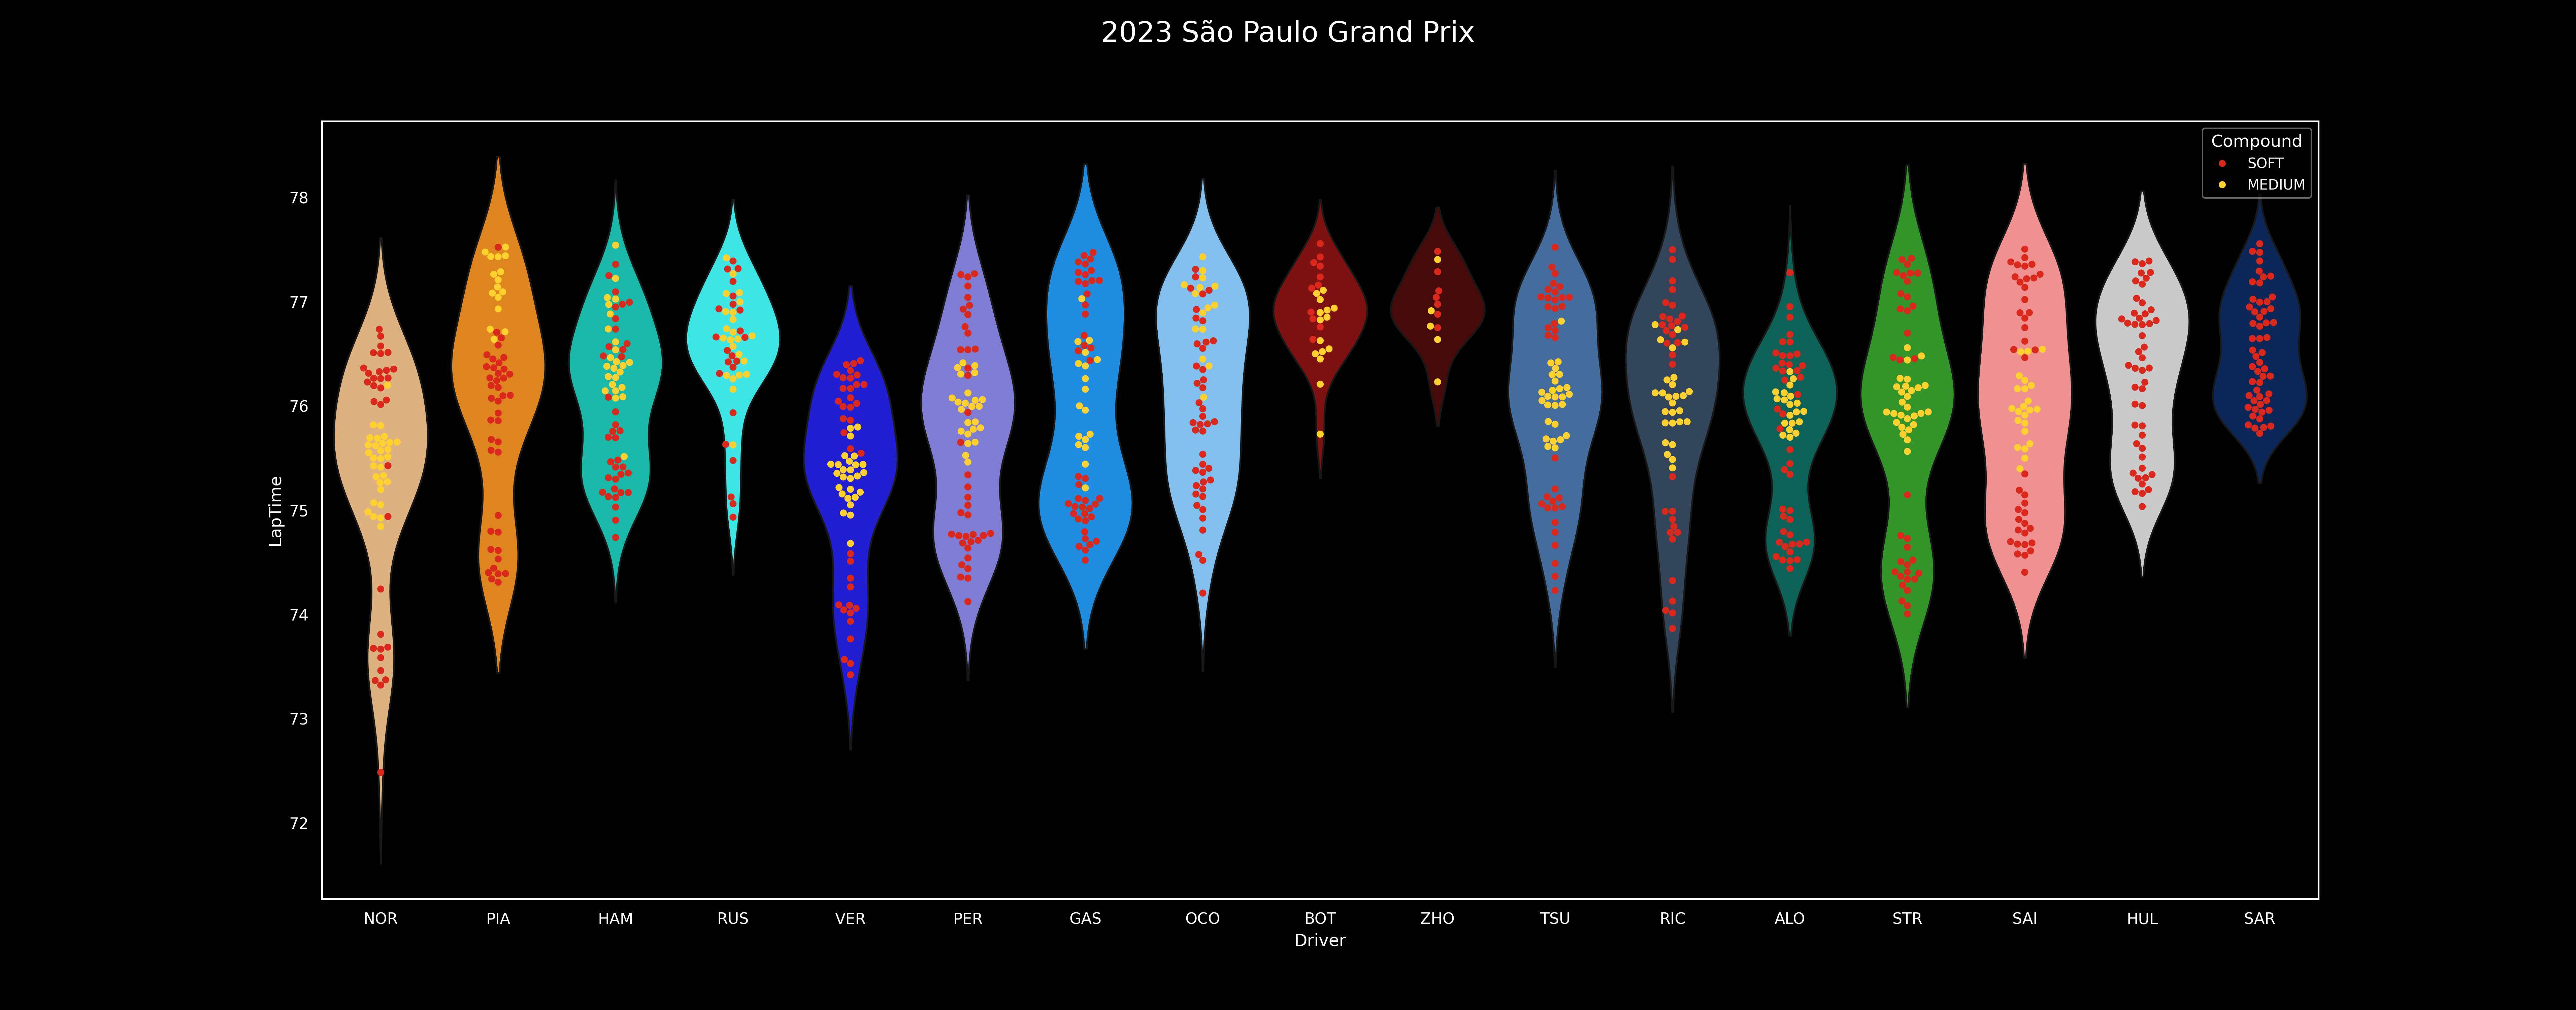 2023 São Paulo Grand Prix
Compound
SOFT
MEDIUM
78
77
76
75
74
73
72
LapTime
NOR PIA HAM RUS VER PER GAS OCO BOT ZHO TSU RIC ALO STR SAI HUL SAR
Driver